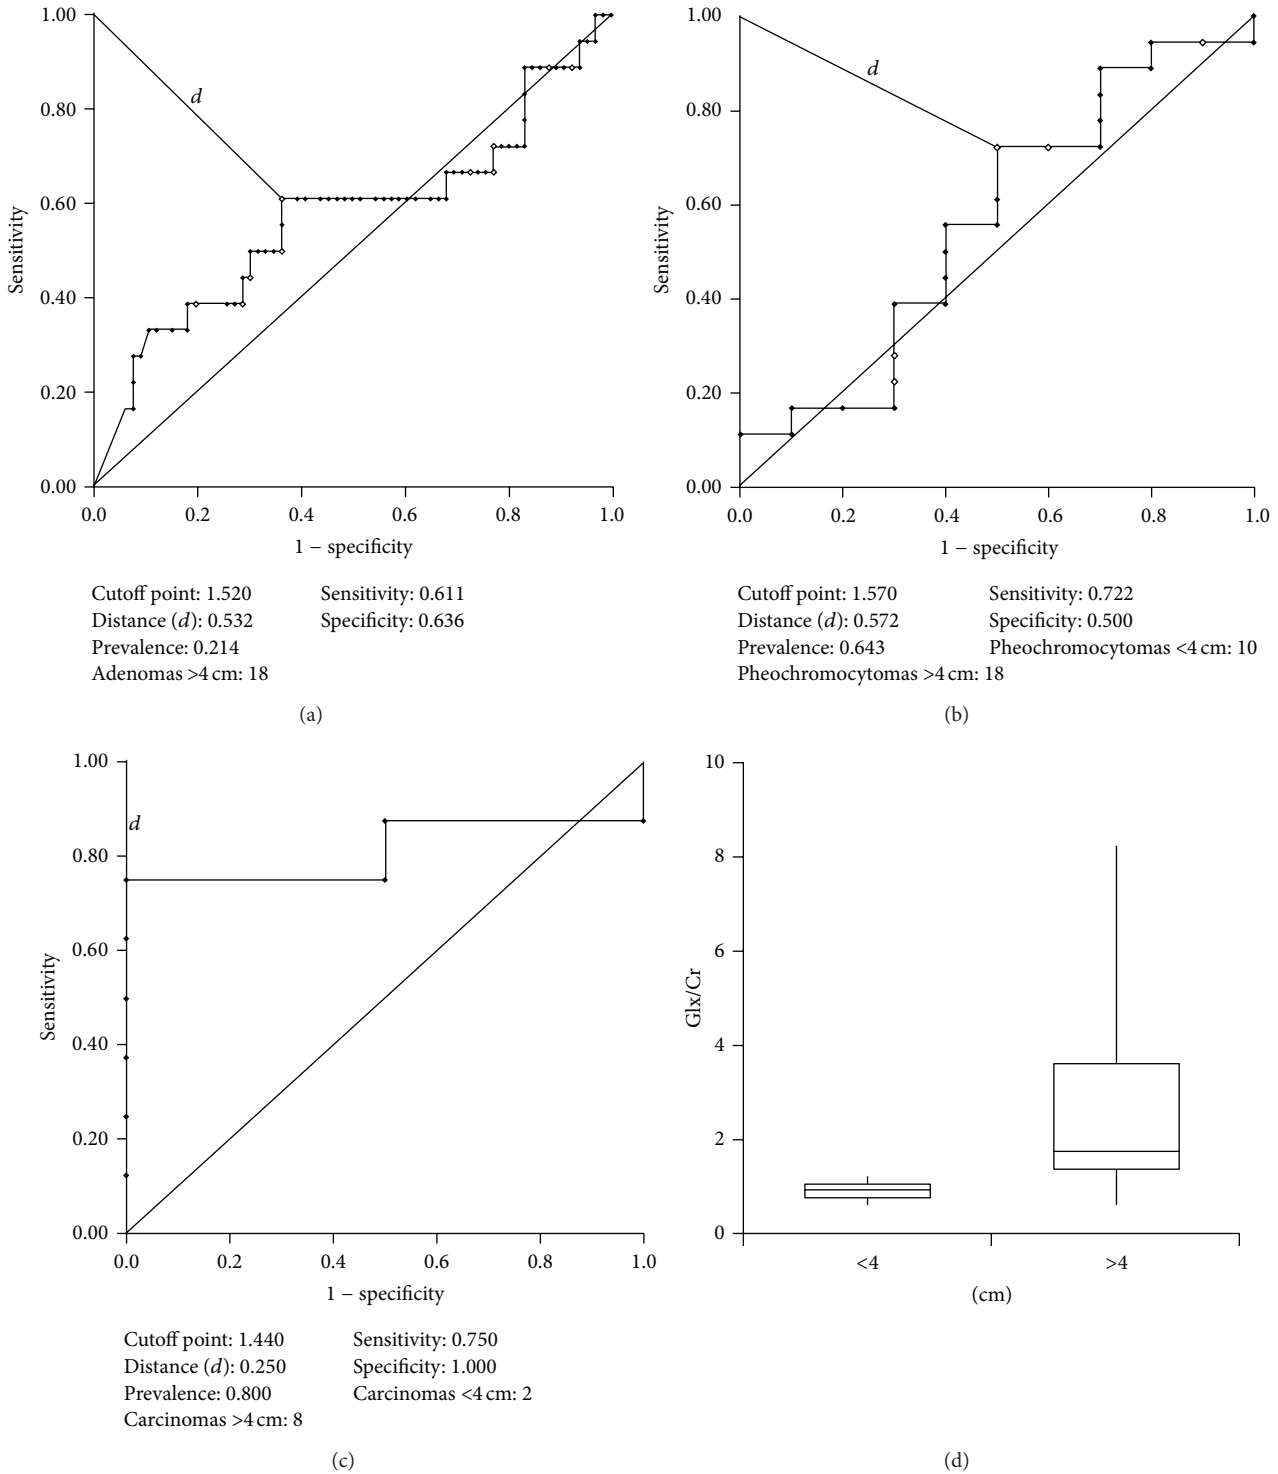 1.00
0.80
0.60
0.40
0.20
0.00
Sensitivity
d
0.0 0.2 0.4 0.6 0.8 1.0
1 − specificity
Cutoff point: 1.520 Sensitivity: 0.611
Distance (d): 0.532 Specificity: 0.636
Prevalence: 0.214
Adenomas >4 cm: 18
(a)
1.00
0.80
0.60
0.40
0.20
0.00
Sensitivity
d
0.0 0.2 0.4 0.6 0.8 1.0
1 − specificity
Cutoff point: 1.570 Sensitivity: 0.722
Distance (d): 0.572 Specificity: 0.500
Prevalence: 0.643 Pheochromocytomas <4 cm: 10
Pheochromocytomas >4 cm: 18
(b)
1.00
0.80
0.60
0.40
0.20
0.00
Sensitivity
d
0.0 0.2 0.4 0.6 0.8 1.0
1 − specificity
Cutoff point: 1.440 Sensitivity: 0.750
Distance (d): 0.250 Specificity: 1.000
Prevalence: 0.800 Carcinomas <4 cm: 2
Carcinomas >4 cm: 8
(c)
10
8
6
4
2
0
Glx/Cr
<4 >4
(cm)
(d)